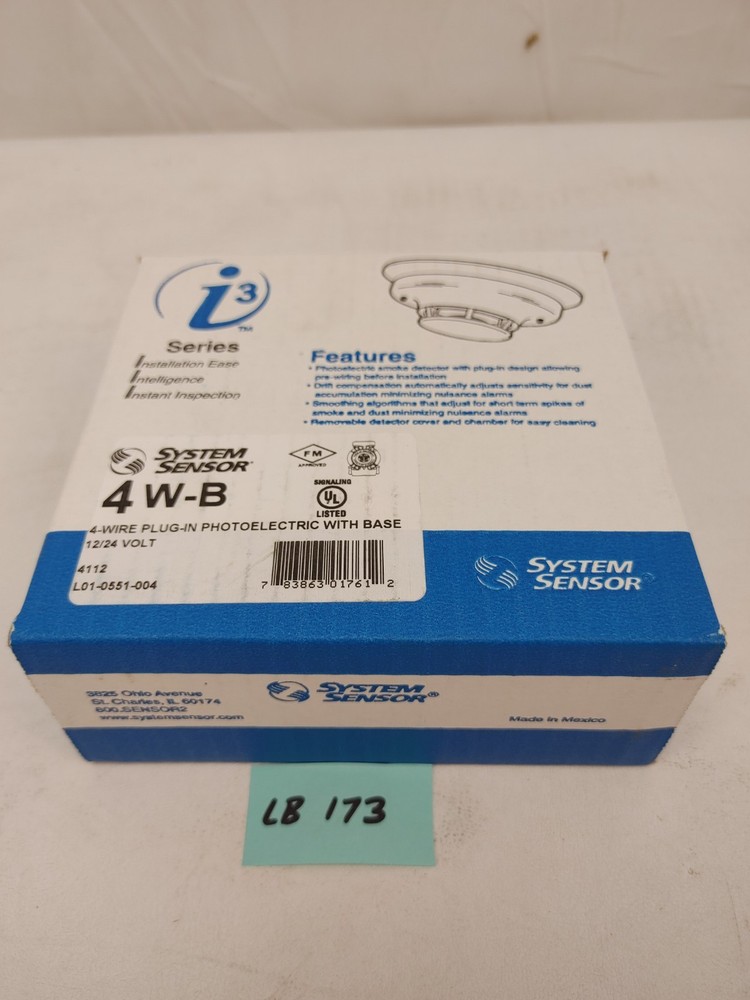 i3™
Series
Installation Ease
Intelligence
Instant Inspection
Features
• Photoelectric smoke detector with plug-in design allowing
pre-wiring before installation
• Drift compensation automatically adjusts sensitivity for dust
accumulation minimizing nuisance alarms
• Smoothing algorithms that adjust for short term spikes of
smoke and dust minimizing nuisance alarms
• Removable detector cover and chamber for easy cleaning
SYSTEM
SENSOR®
FM
APPROVED
4W-B
SIGNALING
UL
LISTED
4-WIRE PLUG-IN PHOTOELECTRIC WITH BASE
12/24 VOLT
4112
L01-0551-004
7 83863 01761 2
SYSTEM
SENSOR®
3825 Ohio Avenue
St. Charles, IL 60174
800.SENSOR2
www.systemsensor.com
SYSTEM
SENSOR®
Made in Mexico
LB 173